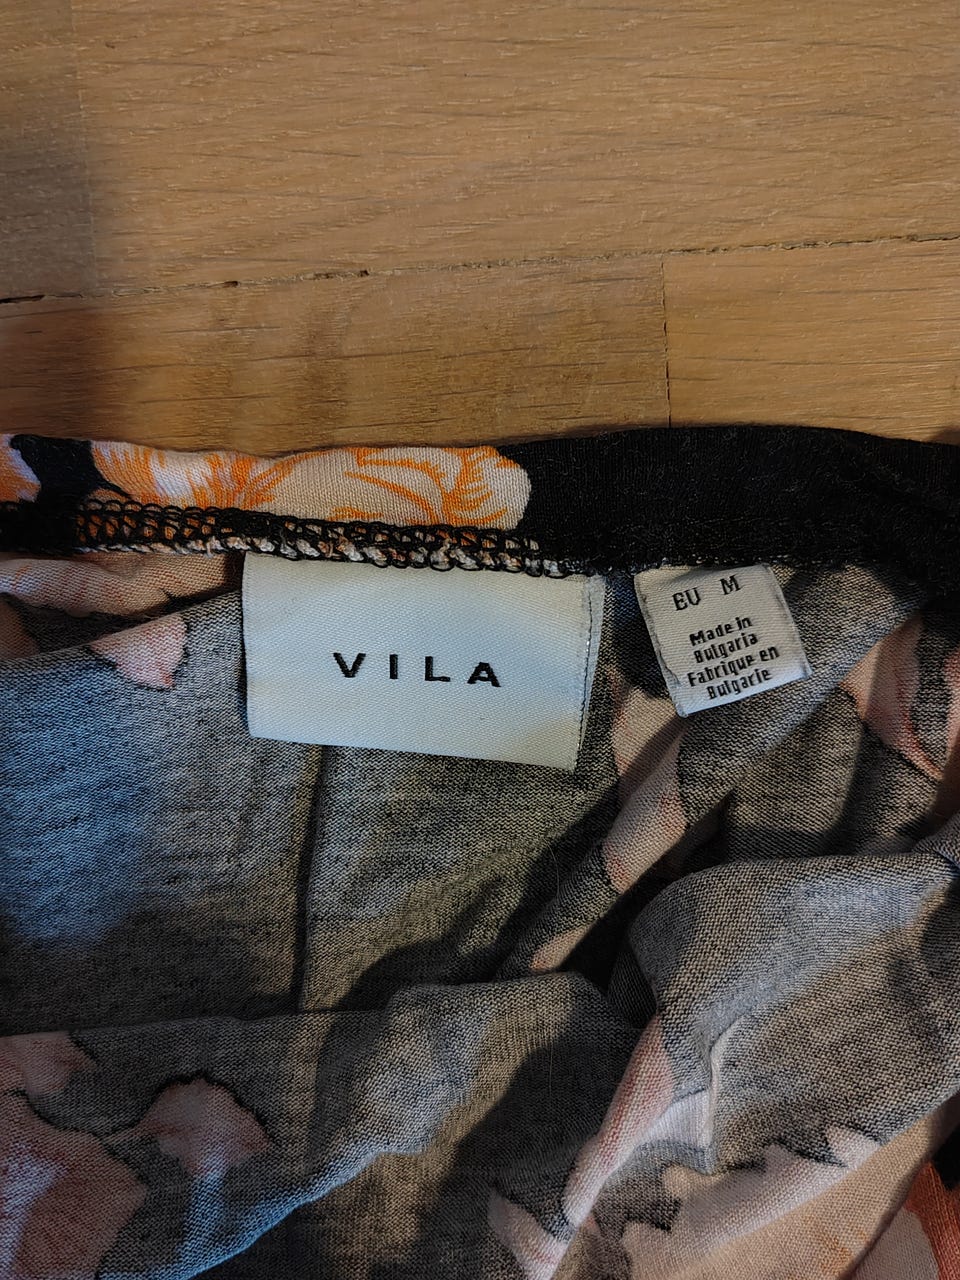 VILA
EU M
Made in
Bulgaria
Fabrique en
Bulgarie